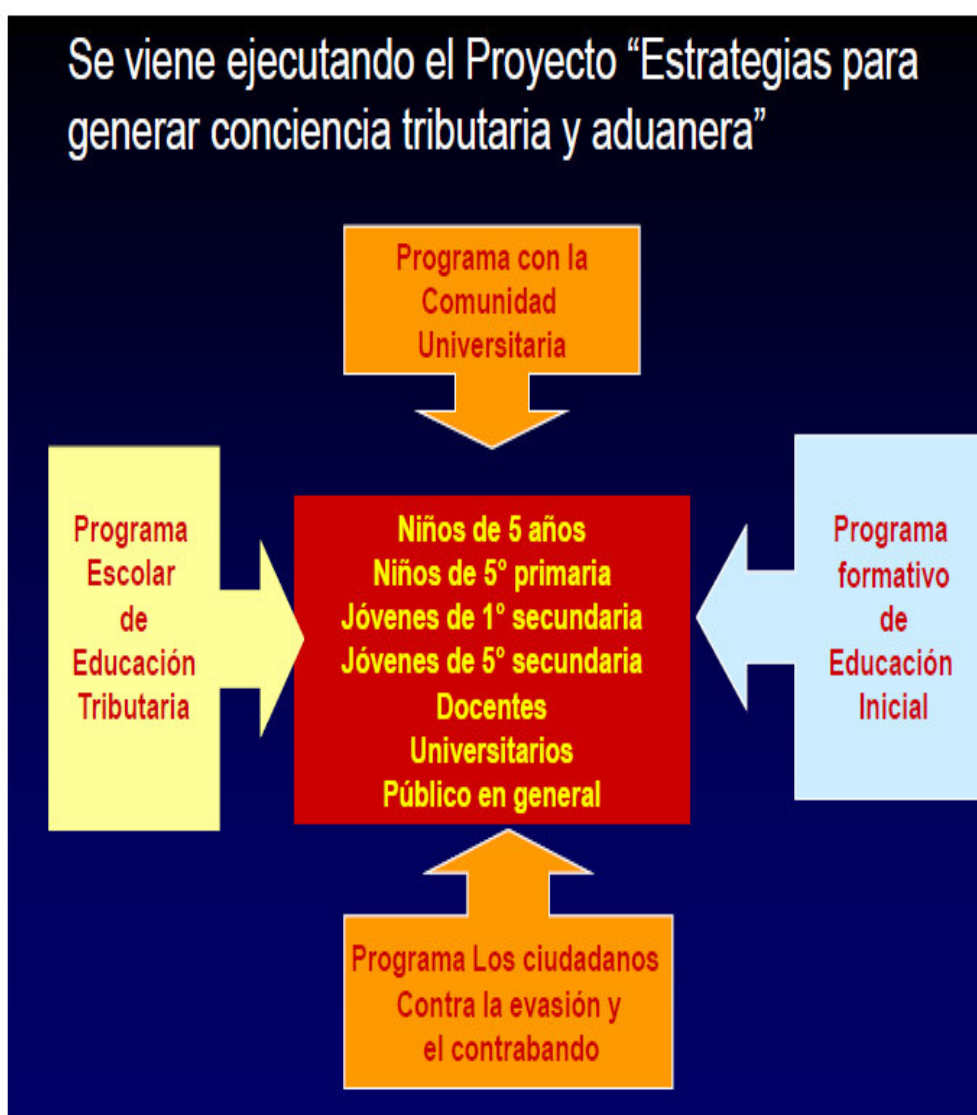 Se viene ejecutando el Proyecto “Estrategias para
generar conciencia tributaria y aduanera”
Programa con la
Comunidad
Universitaria
Programa
Escolar
de
Educación
Tributaria
Niños de 5 años
Niños de 5° primaria
Jóvenes de 1° secundaria
Jóvenes de 5° secundaria
Docentes
Universitarios
Público en general
Programa
formativo
de
Educación
Inicial
Programa Los ciudadanos
Contra la evasión y
el contrabando